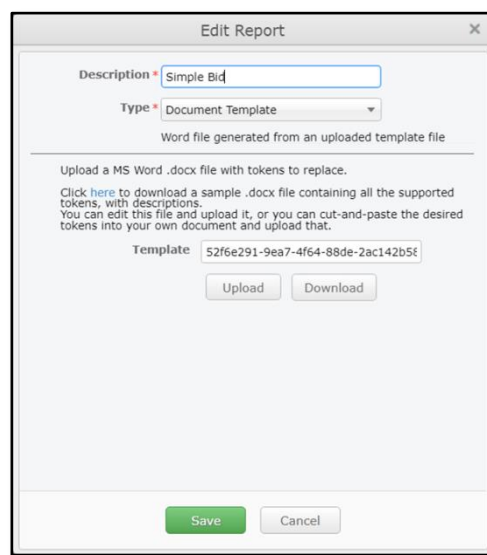 Edit Report ×
Description * Simple Bid
Type * Document Template
Word file generated from an uploaded template file
Upload a MS Word .docx file with tokens to replace.
Click here to download a sample .docx file containing all the supported
tokens, with descriptions.
You can edit this file and upload it, or you can cut-and-paste the desired
tokens into your own document and upload that.
Template 52f6e291-9ea7-4f64-88de-2ac142b58
Upload Download
Save Cancel